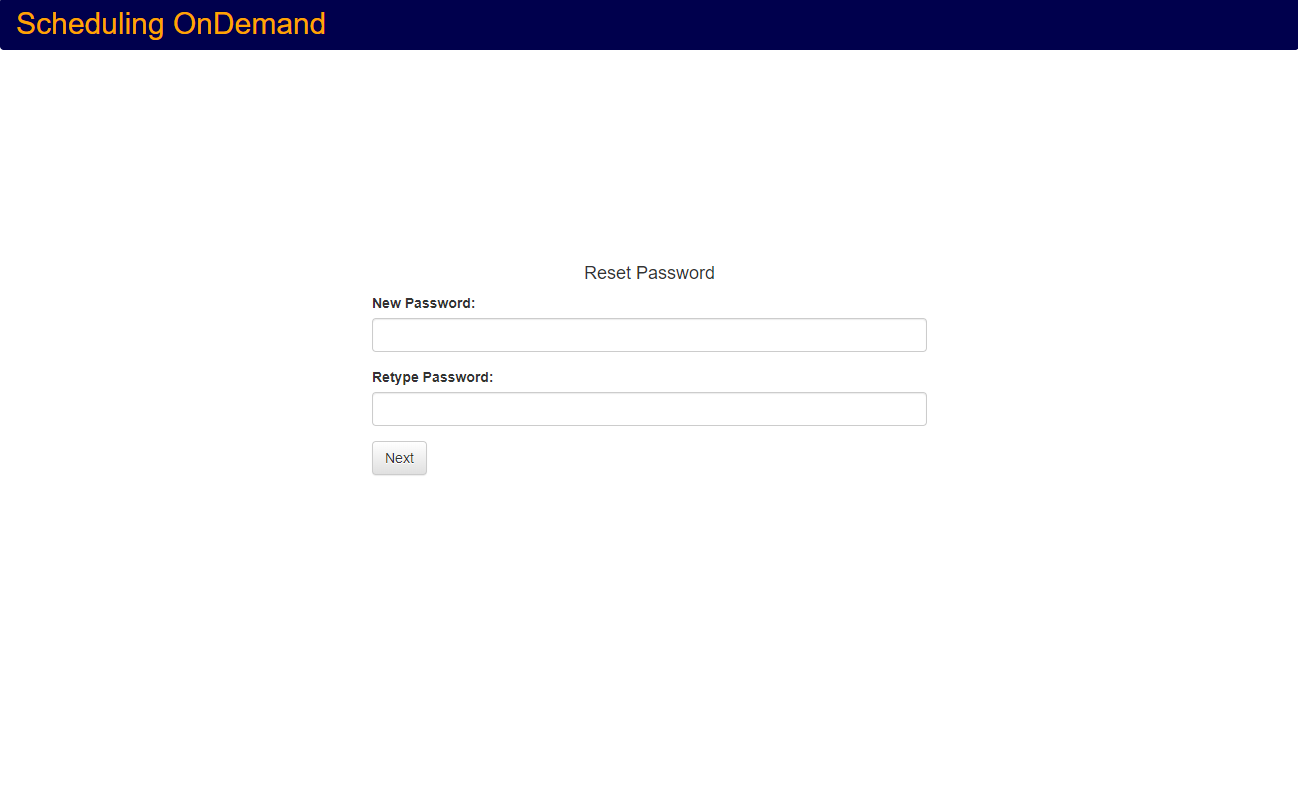 Scheduling OnDemand
Reset Password
New Password:
Retype Password:
Next